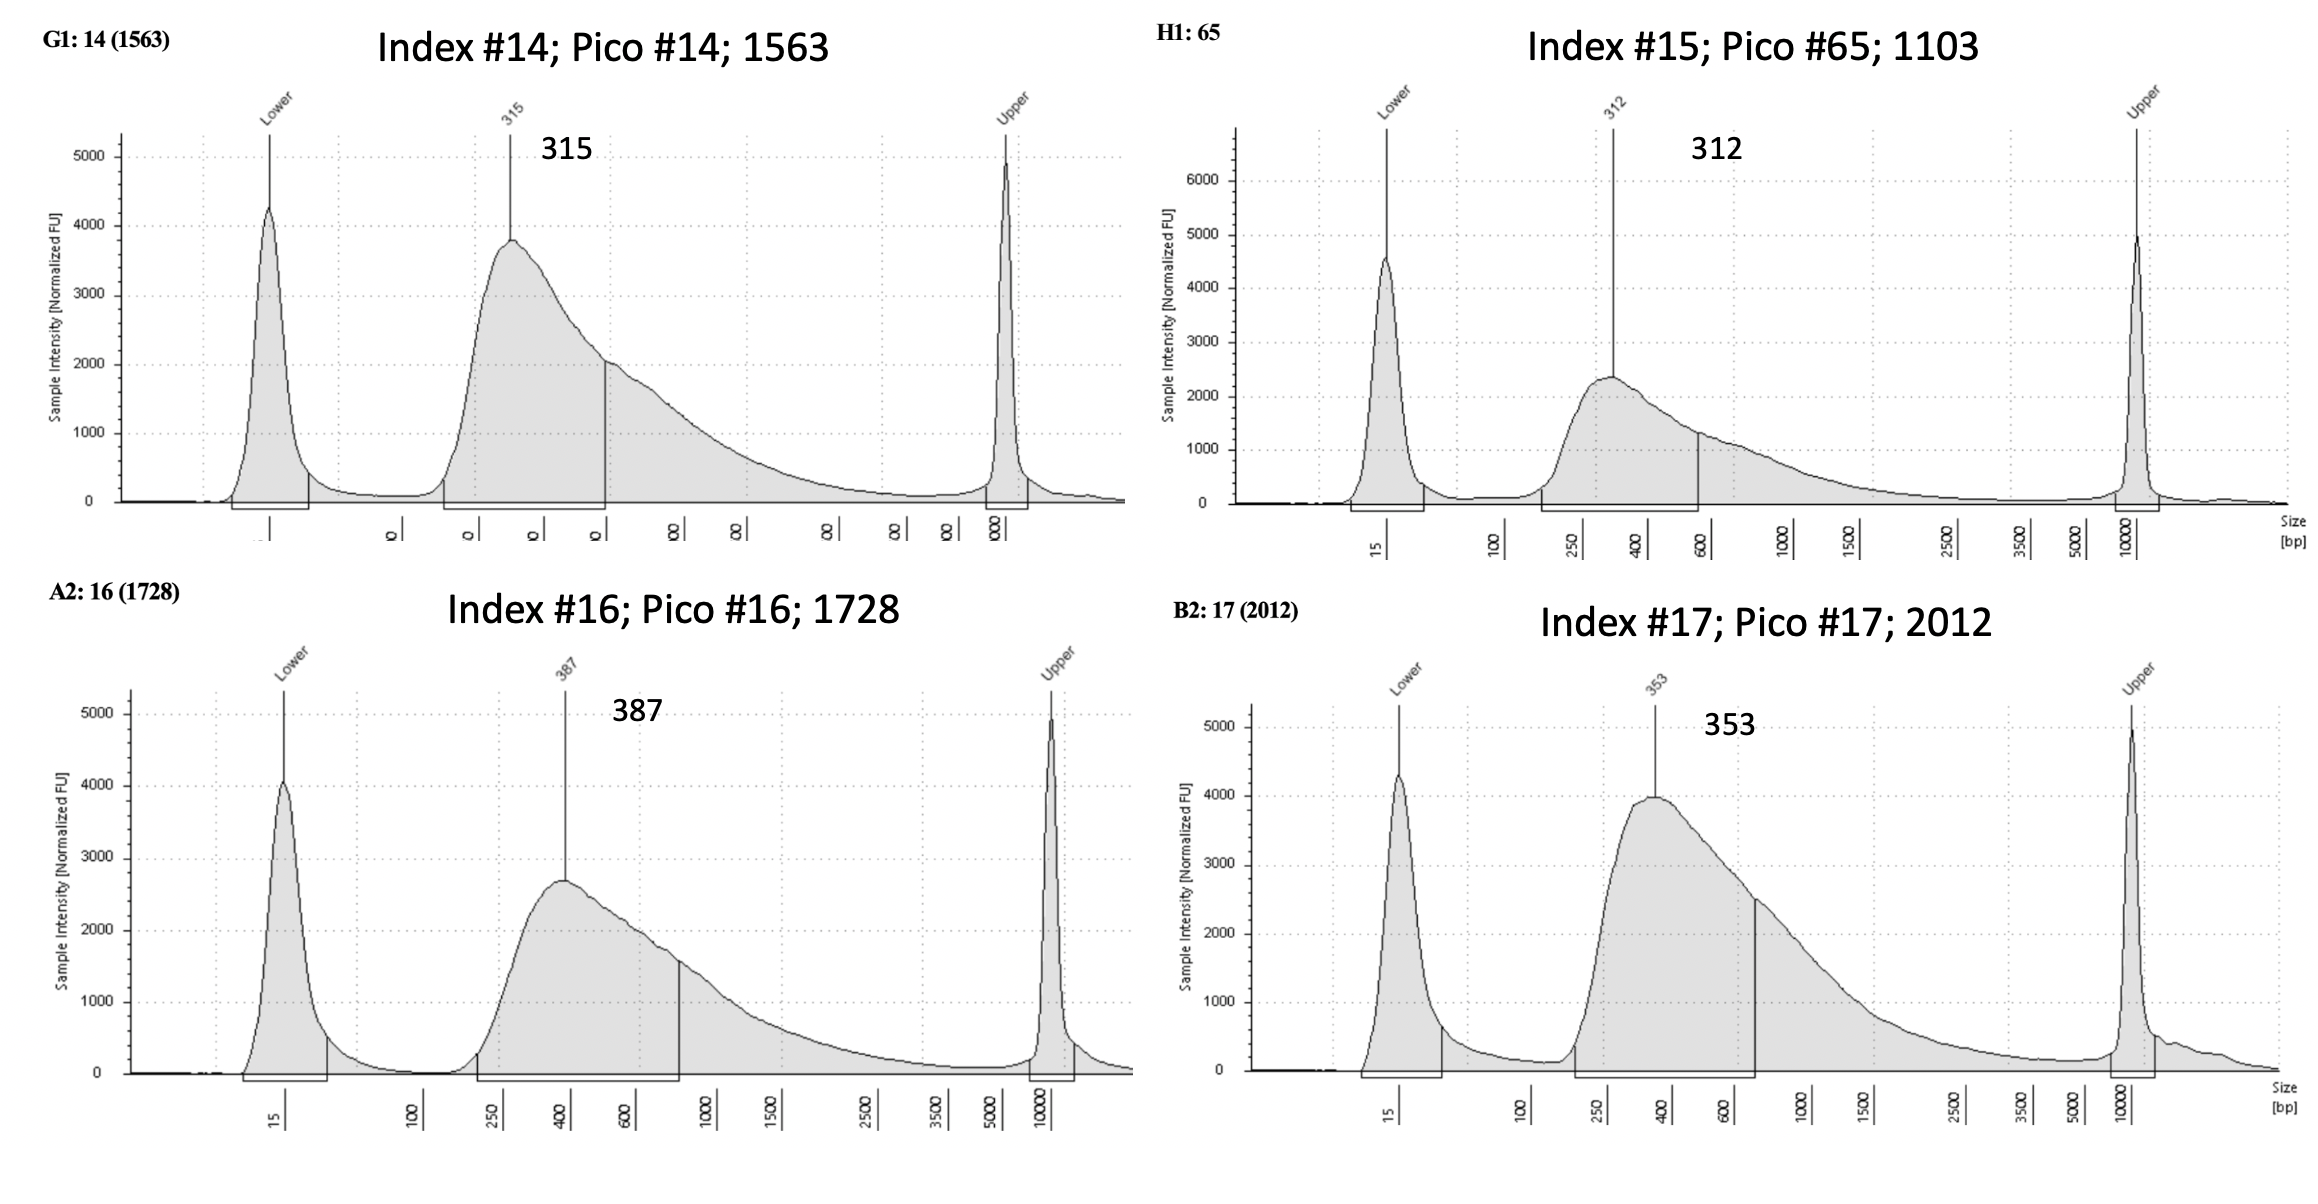 G1: 14 (1563)
Index #14; Pico #14; 1563
Lower
315
Upper
315
5000
4000
3000
2000
1000
0
Sample Intensity [Normalized FU]
H1: 65
Index #15; Pico #65; 1103
Lower
312
Upper
312
6000
5000
4000
3000
2000
1000
0
Sample Intensity [Normalized FU]
15 100 250 400 600 1000 1500 2500 3500 5000 10000
Size
[bp]
A2: 16 (1728)
Index #16; Pico #16; 1728
Lower
387
Upper
387
5000
4000
3000
2000
1000
0
Sample Intensity [Normalized FU]
15 100 250 400 600 1000 1500 2500 3500 5000 10000
B2: 17 (2012)
Index #17; Pico #17; 2012
Lower
353
Upper
353
5000
4000
3000
2000
1000
0
Sample Intensity [Normalized FU]
15 100 250 400 600 1000 1500 2500 3500 5000 10000
Size
[bp]